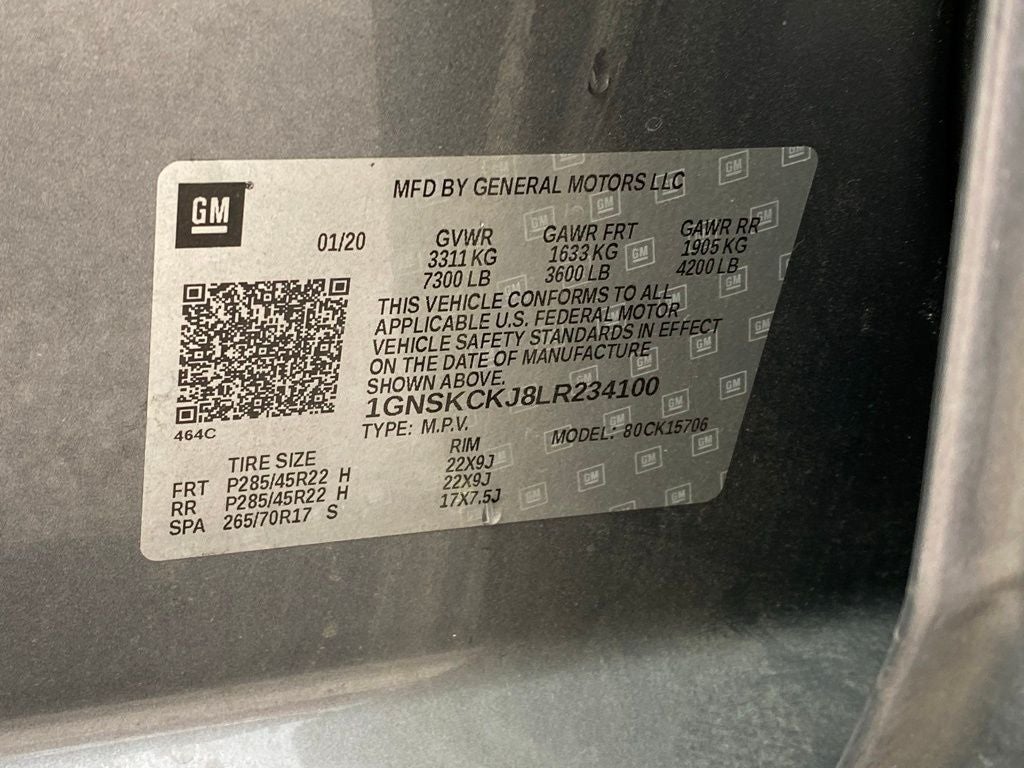 GM
MFD BY GENERAL MOTORS LLC
01/20 GVWR GAWR FRT GAWR RR
3311 KG 1633 KG 1905 KG
7300 LB 3600 LB 4200 LB
THIS VEHICLE CONFORMS TO ALL
APPLICABLE U.S. FEDERAL MOTOR
VEHICLE SAFETY STANDARDS IN EFFECT
ON THE DATE OF MANUFACTURE
SHOWN ABOVE.
1GNSKCKJ8LR234100
464C
TYPE: M.P.V. MODEL: 80CK15706
TIRE SIZE RIM
FRT P285/45R22 H 22X9J
RR P285/45R22 H 22X9J
SPA 265/70R17 S 17X7.5J